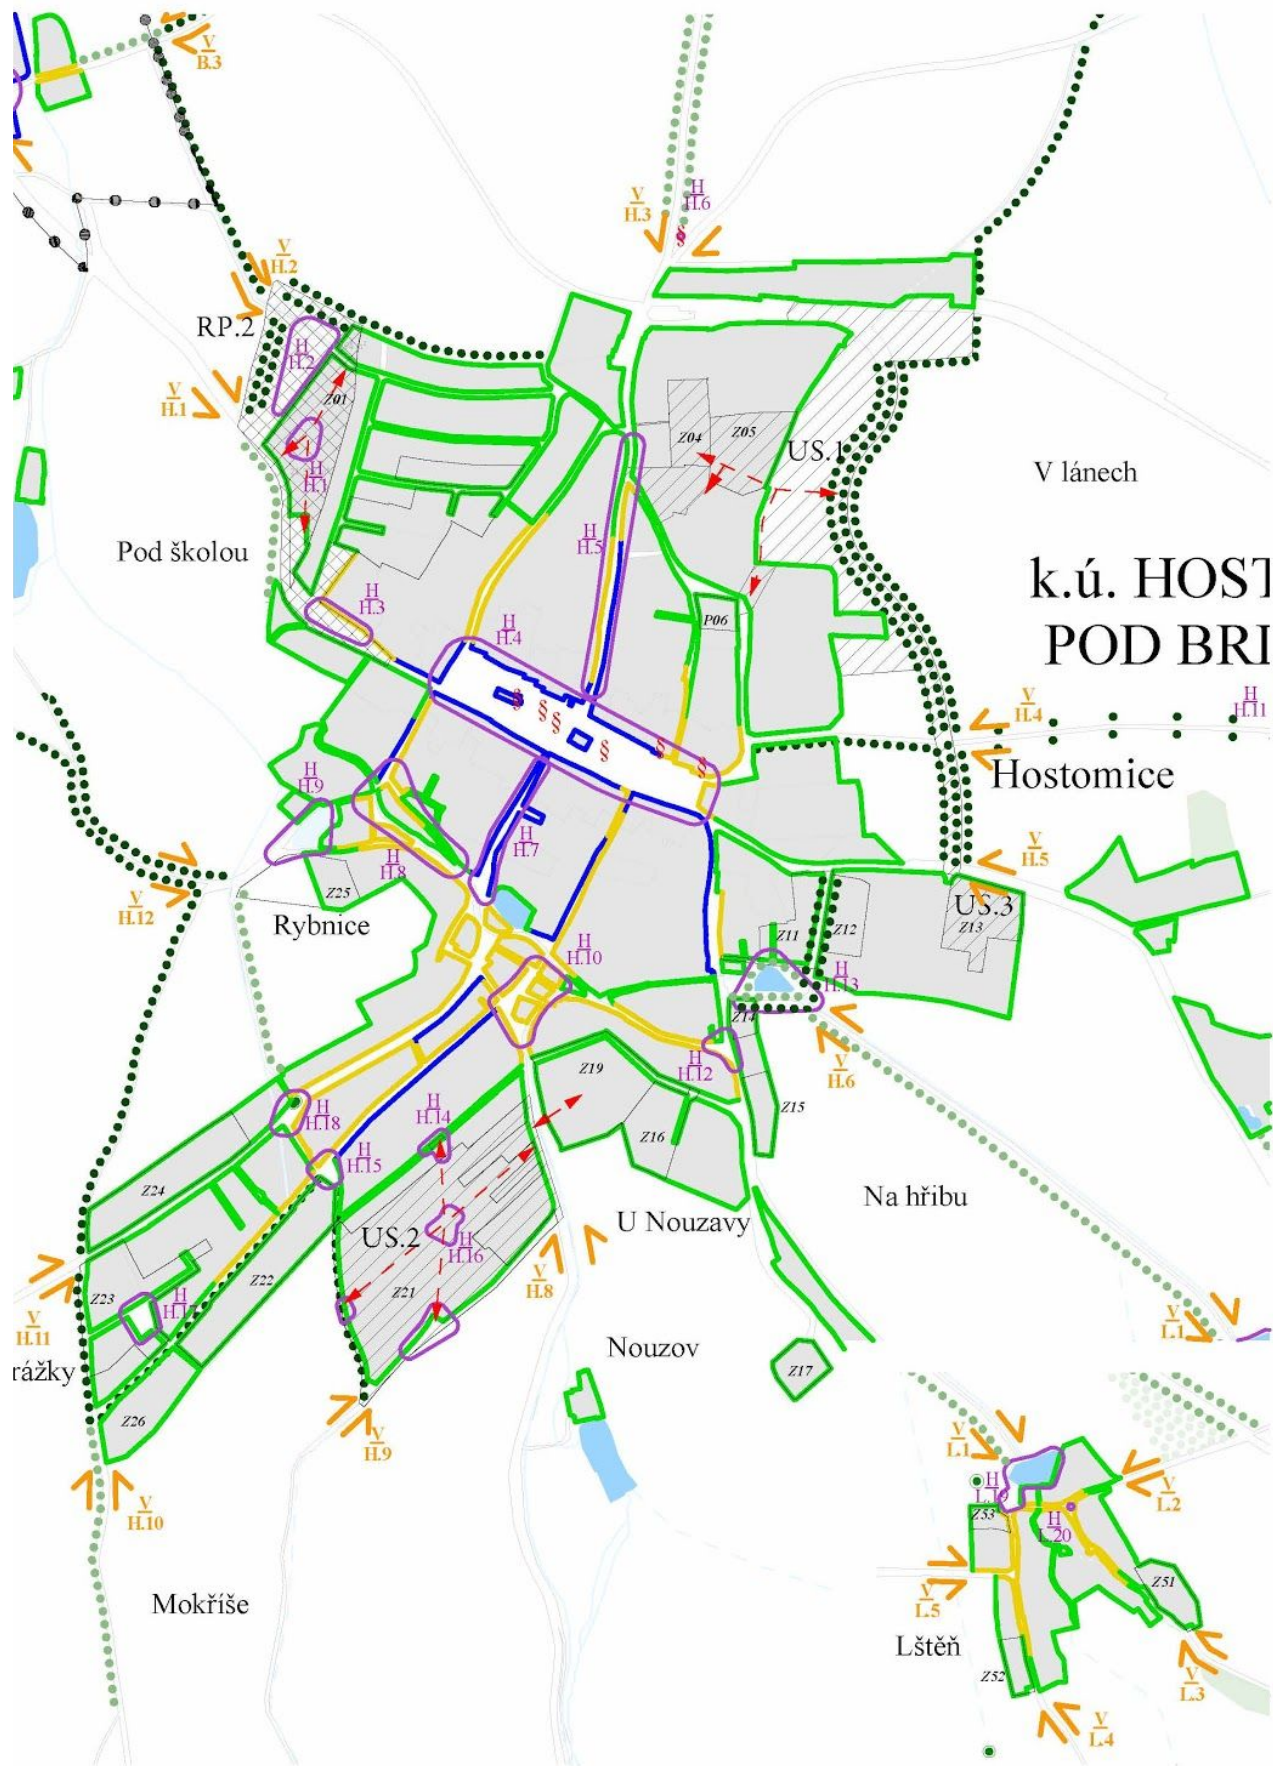 V
B.3
H
H.6
V
H.3
V
H.2
RP.2
H
H.2
V
H.1
Z01
Z04
Z05
US.1
H
H.1
V lánech
H
H.5
Pod školou
k.ú. HOST
POD BRI
H
H.3
H
H.4
P06
§
§
§
§
§
§
§
V
H.4
H
H.11
Hostomice
H
H.9
H
H.7
H
H.8
V
H.5
V
H.12
Z25
US.3
Rybnice
Z11
Z12
Z13
H
H.10
H
H.13
Z14
V
H.6
H
H.12
Z19
H
H.14
H
H.18
Z15
Z16
H
H.15
Z24
Na hřibu
U Nouzavy
US.2
H
H.16
Z22
V
H.8
Z21
Z23
H
H.17
V
H.11
V
L.1
Nouzov
rážky
Z17
Z26
V
H.9
V
L.1
H
L.19
V
L.2
V
H.10
Z53
H
L.20
Z51
Mokříše
V
L.5
Lštěň
Z52
V
L.3
V
L.4